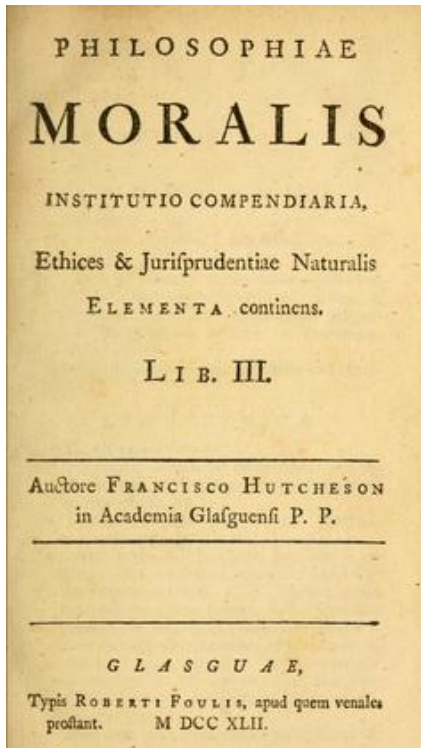 PHILOSOPHIAE
MORALIS
INSTITUTIO COMPENDIARIA,
Ethices & Juriſprudentiae Naturalis
ELEMENTA continens.
LIB. III.
Auctore FRANCISCO HUTCHESON
in Academia Glaſguenſi P. P.
GLASGUAE,
Typis ROBERTI FOULIS, apud quem venales
proſtant. M DCC XLII.